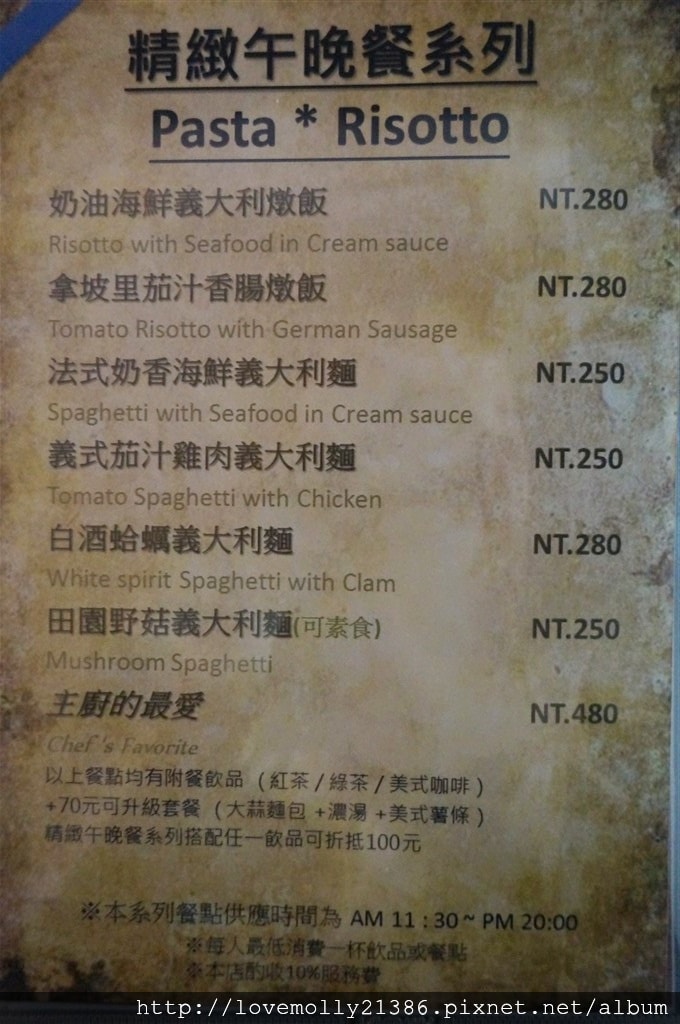 精緻午晚餐系列
Pasta * Risotto
奶油海鮮義大利燉飯 NT.280
Risotto with Seafood in Cream sauce
拿坡里茄汁香腸燉飯 NT.280
Tomato Risotto with German Sausage
法式奶香海鮮義大利麵 NT.250
Spaghetti with Seafood in Cream sauce
義式茄汁雞肉義大利麵 NT.250
Tomato Spaghetti with Chicken
白酒蛤蠣義大利麵 NT.280
White spirit Spaghetti with Clam
田園野菇義大利麵(可素食) NT.250
Mushroom Spaghetti
主廚的最愛 NT.480
Chef 's Favorite
以上餐點均有附餐飲品 （紅茶 / 綠茶 / 美式咖啡）
+70元可升級套餐 （大蒜麵包 +濃湯 +美式薯條）
精緻午晚餐系列搭配任一飲品可折抵100元
※本系列餐點供應時間為 AM 11 : 30 ~ PM 20:00
※每人最低消費一杯飲品或餐點
※本店酌收10%服務費
http://lovemolly21386.pixnet.net/album